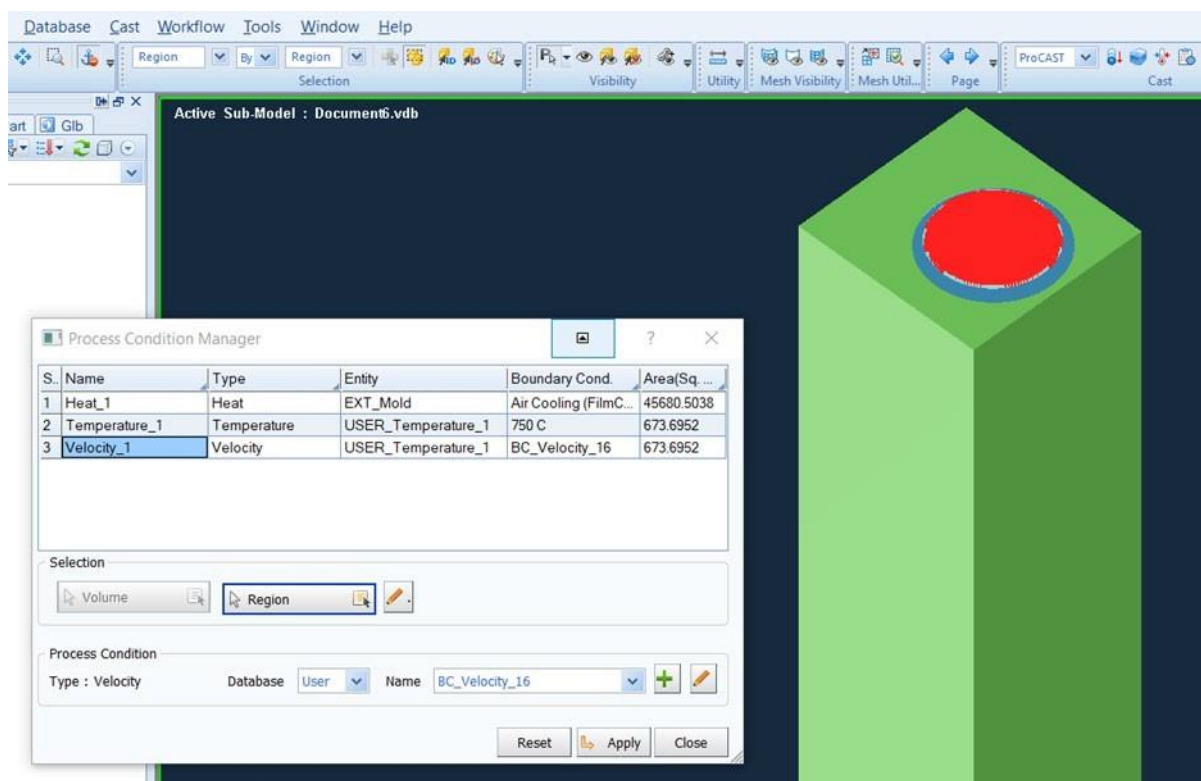 Database Cast Workflow Tools Window Help
Region By Region ProCAST
Selection Visibility Utility Mesh Visibility Mesh Util... Page Cast
art Glb
Active Sub-Model : Document6.vdb
Process Condition Manager ?
S.. Name Type Entity Boundary Cond. Area(Sq. ...
1 Heat_1 Heat EXT_Mold Air Cooling (FilmC... 45680.5038
2 Temperature_1 Temperature USER_Temperature_1 750 C 673.6952
3 Velocity_1 Velocity USER_Temperature_1 BC_Velocity_16 673.6952
Selection
Volume Region
Process Condition
Type : Velocity Database User Name BC_Velocity_16
Reset Apply Close